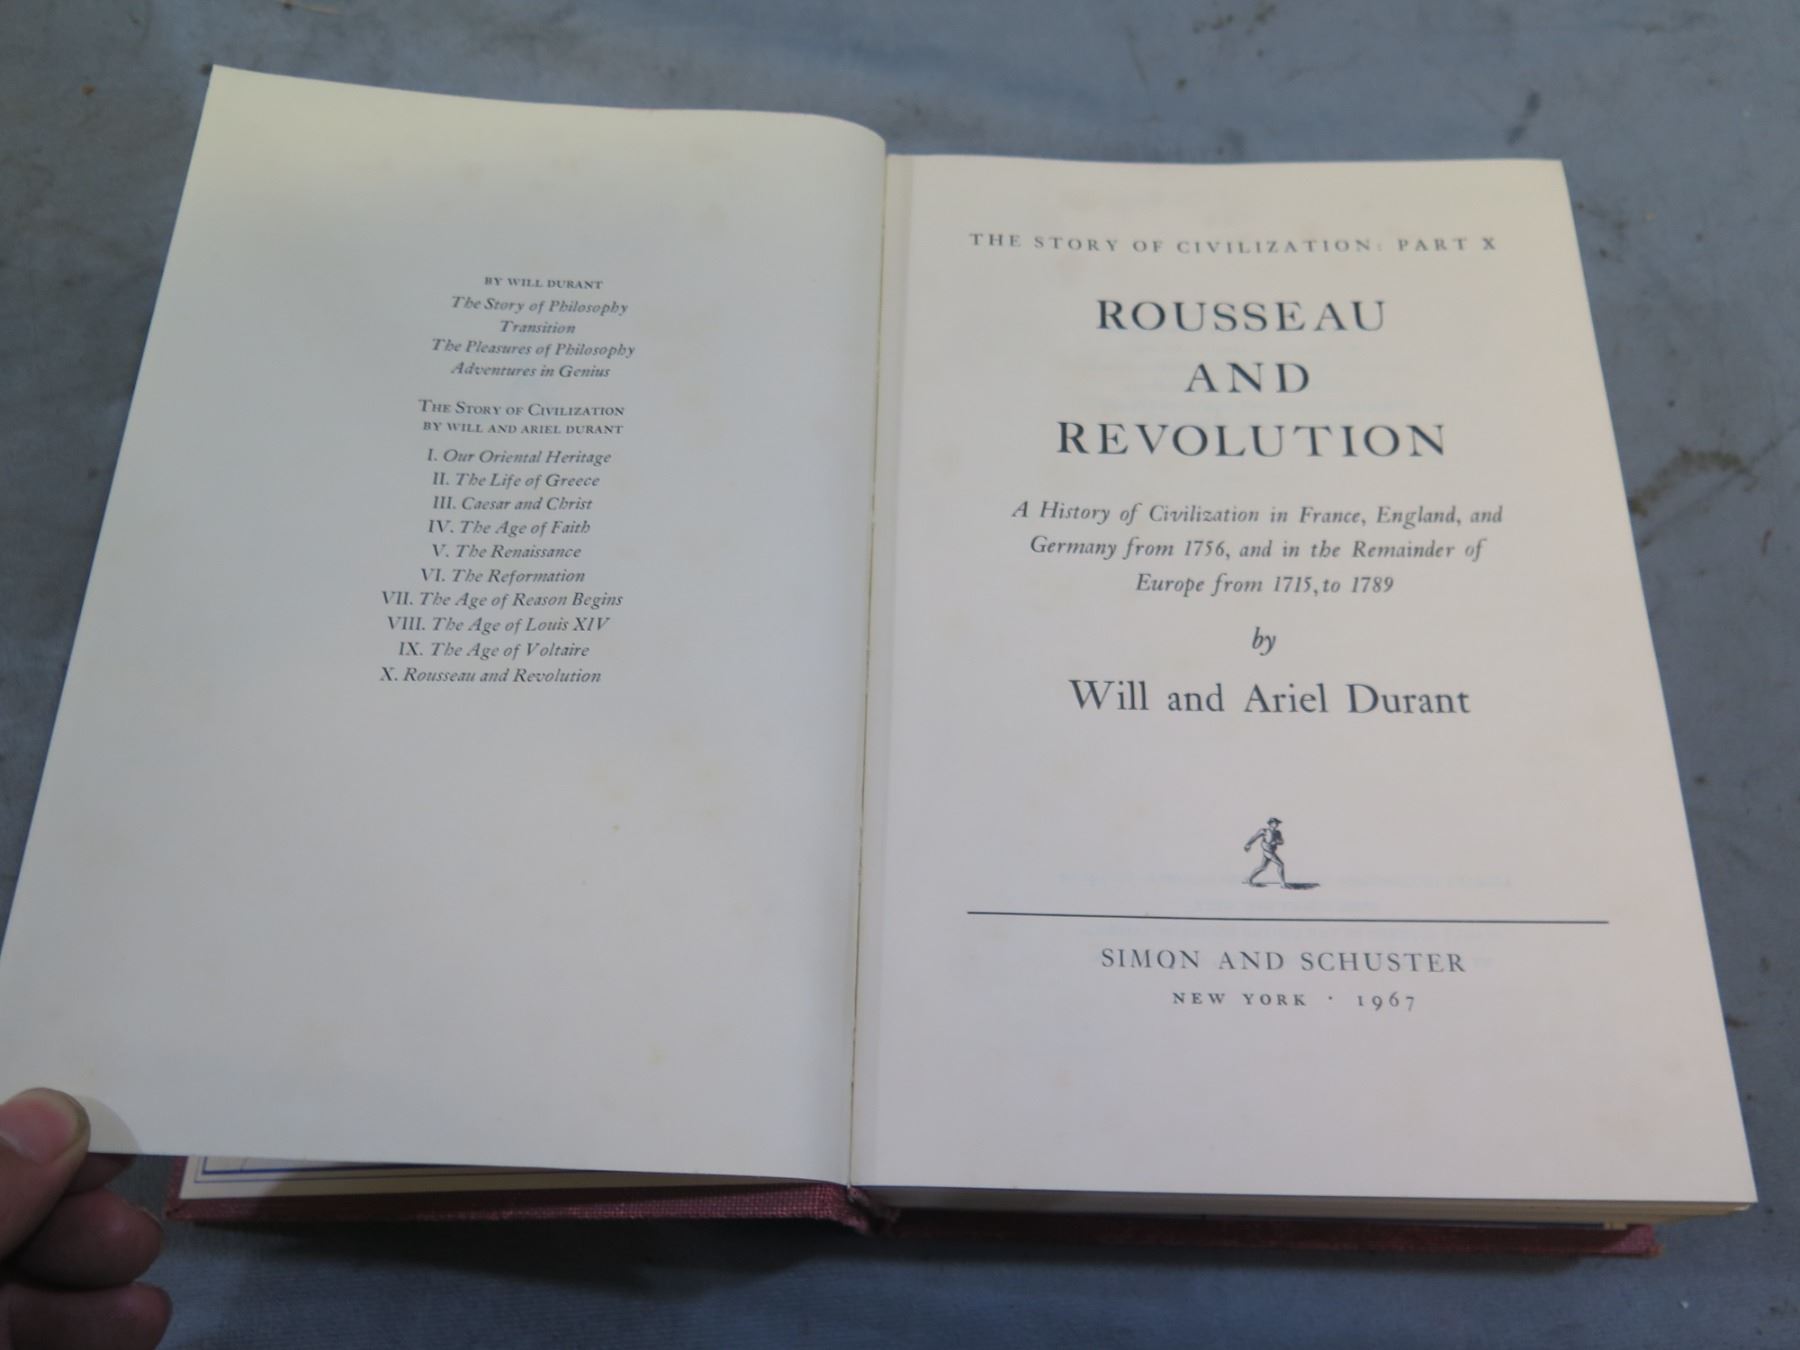 BY WILL DURANT
The Story of Philosophy
Transition
The Pleasures of Philosophy
Adventures in Genius
THE STORY OF CIVILIZATION
BY WILL AND ARIEL DURANT
I. Our Oriental Heritage
II. The Life of Greece
III. Caesar and Christ
IV. The Age of Faith
V. The Renaissance
VI. The Reformation
VII. The Age of Reason Begins
VIII. The Age of Louis XIV
IX. The Age of Voltaire
X. Rousseau and Revolution
THE STORY OF CIVILIZATION: PART X
ROUSSEAU
AND
REVOLUTION
A History of Civilization in France, England, and
Germany from 1756, and in the Remainder of
Europe from 1715, to 1789
by
Will and Ariel Durant
SIMON AND SCHUSTER
NEW YORK · 1967